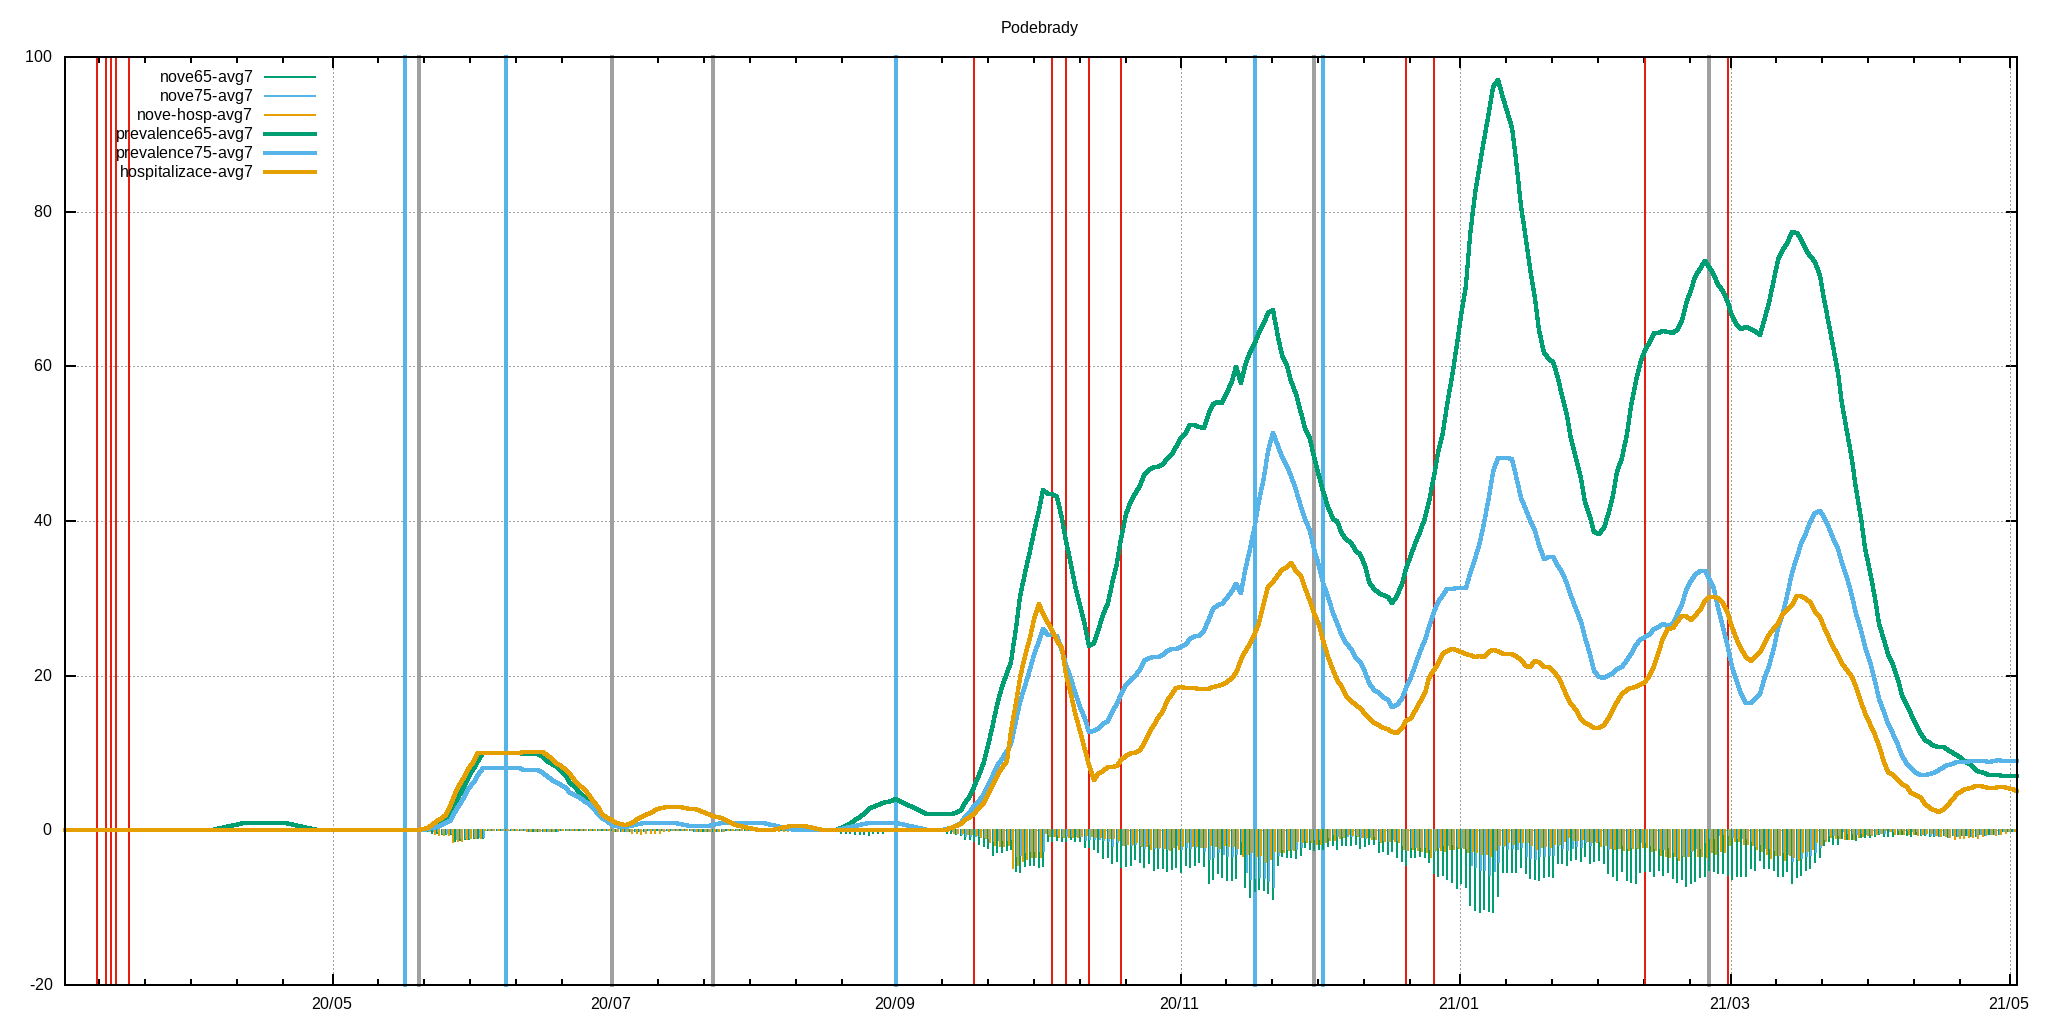 Podebrady
100
80
60
40
20
0
-20
nove65-avg7
nove75-avg7
nove-hosp-avg7
prevalence65-avg7
prevalence75-avg7
hospitalizace-avg7
20/05 20/07 20/09 20/11 21/01 21/03 21/05